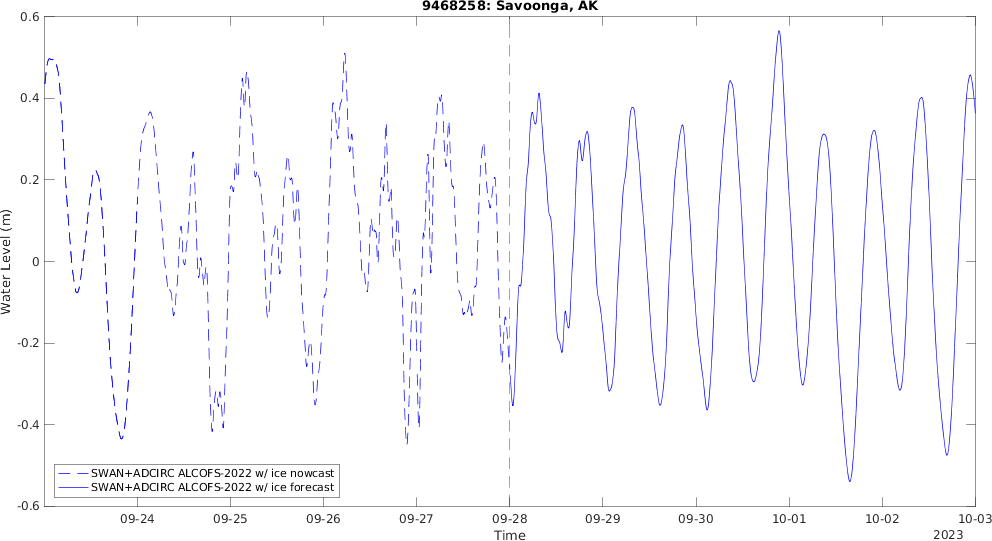 9468258: Savoonga, AK
0.6
0.4
0.2
0
-0.2
-0.4
-0.6
Water Level (m)
SWAN+ADCIRC ALCOFS-2022 w/ ice nowcast
SWAN+ADCIRC ALCOFS-2022 w/ ice forecast
09-24 09-25 09-26 09-27 09-28 09-29 09-30 10-01 10-02 10-03
Time
2023